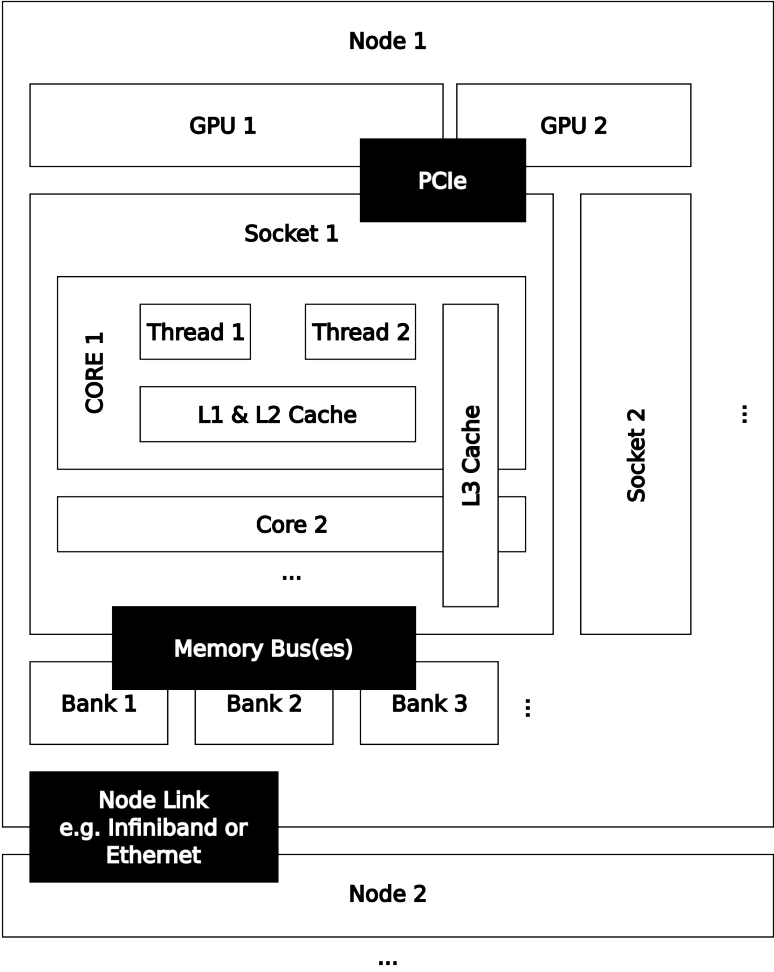 Node 1
GPU 1
GPU 2
PCIe
Socket 1
CORE 1
Thread 1
Thread 2
L1 & L2 Cache
L3 Cache
Core 2
...
Socket 2
...
Memory Bus(es)
Bank 1
Bank 2
Bank 3
...
Node Link
e.g. Infiniband or
Ethernet
Node 2
...